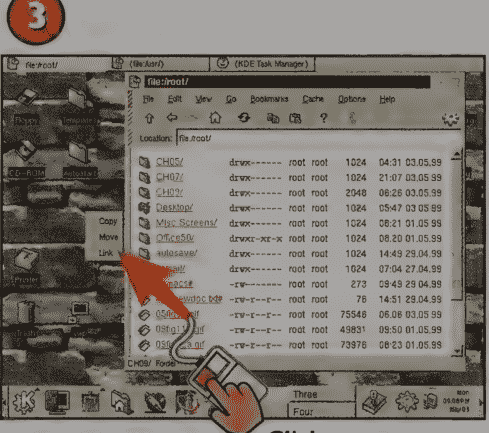 3
file:/root/
(file:/usr/)
(KDE Task Manager)
file:/root/
File Edit View Go Bookmarks Cache Options Help
Location: file:/root/
Floppy Templates
CH05/ drwx------ root root 1024 04:31 03.05.99
CH07/ drwx------ root root 1024 21:07 03.05.99
CH09/ drwx------ root root 2048 06:26 03.05.99
CD-ROM Autostart
Desktop/ drwx------ root root 1024 05:47 03.05.99
Misc Screens/ drwx------ root root 1024 08:21 01.05.99
Office50/ drwxr-xr-x root root 1024 08:20 01.05.99
autosave/ drwx------ root root 1024 14:49 29.04.99
Copy
Move
Link
drwx------ root root 1024 07:04 27.04.99
-rw------- root root 273 09:49 29.04.99
Printer
-rw-r--r-- root root 76 14:51 29.04.99
-rw-r--r-- root root 75546 06:06 03.05.99
-rw-r--r-- root root 49831 09:50 01.05.99
-rw-r--r-- root root 73976 08:23 01.05.99
CH09/ Folder
Three
Four
Mon
Click